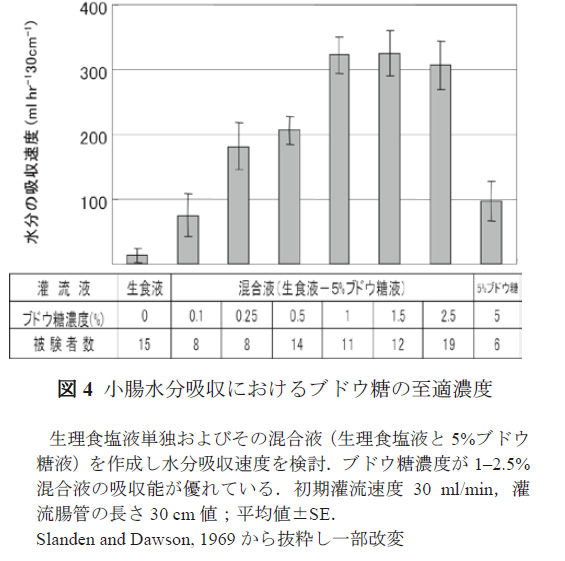 400
300
200
100
水分の吸収速度 (ml hr⁻¹30cm⁻¹)
灌流液 生食液 混合液(生食液－5%ブドウ糖液) 5%ブドウ糖
ブドウ糖濃度(%) 0 0.1 0 25 0.5 1 1.5 2.5 5
被験者数 15 8 8 14 11 12 19 6
図 4 小腸水分吸収におけるブドウ糖の至適濃度
生理食塩液単独およびその混合液（生理食塩液と 5%ブドウ
糖液）を作成し水分吸収速度を検討．ブドウ糖濃度が 1–2.5%
混合液の吸収能が優れている．初期灌流速度 30 ml/min，灌
流腸管の長さ 30 cm 値；平均値±SE．
Slanden and Dawson, 1969 から抜粋し一部改変